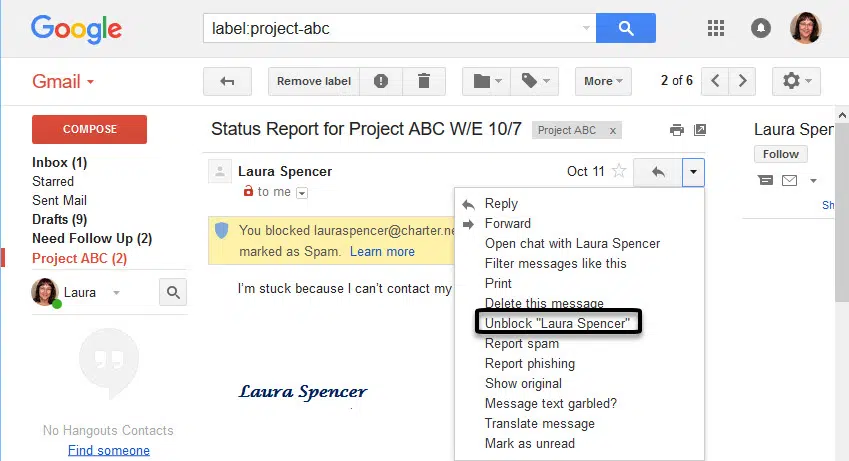 Google
label:project-abc
Gmail
Remove label
More
2 of 6
COMPOSE
Inbox (1)
Starred
Sent Mail
Drafts (9)
Need Follow Up (2)
Project ABC (2)
Laura
No Hangouts Contacts
Find someone
Status Report for Project ABC W/E 10/7
Project ABC x
Laura Spencer
Oct 11
to me
You blocked lauraspencer@charter.ne
marked as Spam. Learn more
I'm stuck because I can't contact my
Laura Spencer
Reply
Forward
Open chat with Laura Spencer
Filter messages like this
Print
Delete this message
Unblock "Laura Spencer"
Report spam
Report phishing
Show original
Message text garbled?
Translate message
Mark as unread
Laura Spen
Follow
Sh